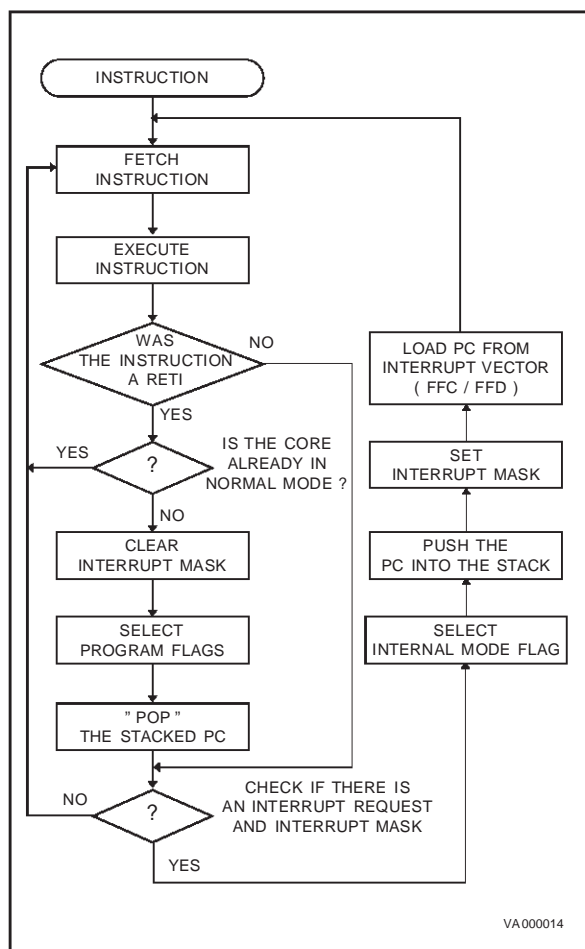 INSTRUCTION
FETCH
INSTRUCTION
EXECUTE
INSTRUCTION
WAS
THE INSTRUCTION
A RETI
NO
YES
?
YES
IS THE CORE
ALREADY IN
NORMAL MODE ?
NO
CLEAR
INTERRUPT MASK
SELECT
PROGRAM FLAGS
" POP "
THE STACKED PC
?
NO
CHECK IF THERE IS
AN INTERRUPT REQUEST
AND INTERRUPT MASK
YES
SELECT
INTERNAL MODE FLAG
PUSH THE
PC INTO THE STACK
SET
INTERRUPT MASK
LOAD PC FROM
INTERRUPT VECTOR
( FFC / FFD )
VA000014